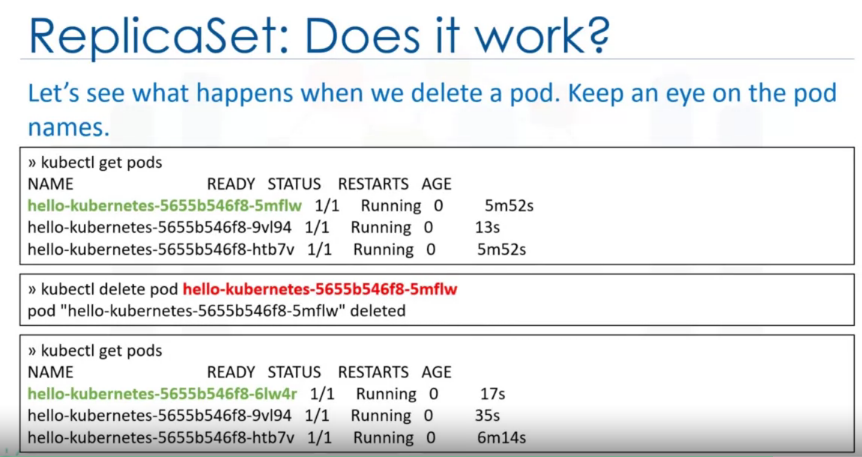 ReplicaSet: Does it work?
Let's see what happens when we delete a pod. Keep an eye on the pod
names.
» kubectl get pods
NAME READY STATUS RESTARTS AGE
hello-kubernetes-5655b546f8-5mflw 1/1 Running 0 5m52s
hello-kubernetes-5655b546f8-9vl94 1/1 Running 0 13s
hello-kubernetes-5655b546f8-htb7v 1/1 Running 0 5m52s
» kubectl delete pod hello-kubernetes-5655b546f8-5mflw
pod "hello-kubernetes-5655b546f8-5mflw" deleted
» kubectl get pods
NAME READY STATUS RESTARTS AGE
hello-kubernetes-5655b546f8-6lw4r 1/1 Running 0 17s
hello-kubernetes-5655b546f8-9vl94 1/1 Running 0 35s
hello-kubernetes-5655b546f8-htb7v 1/1 Running 0 6m14s